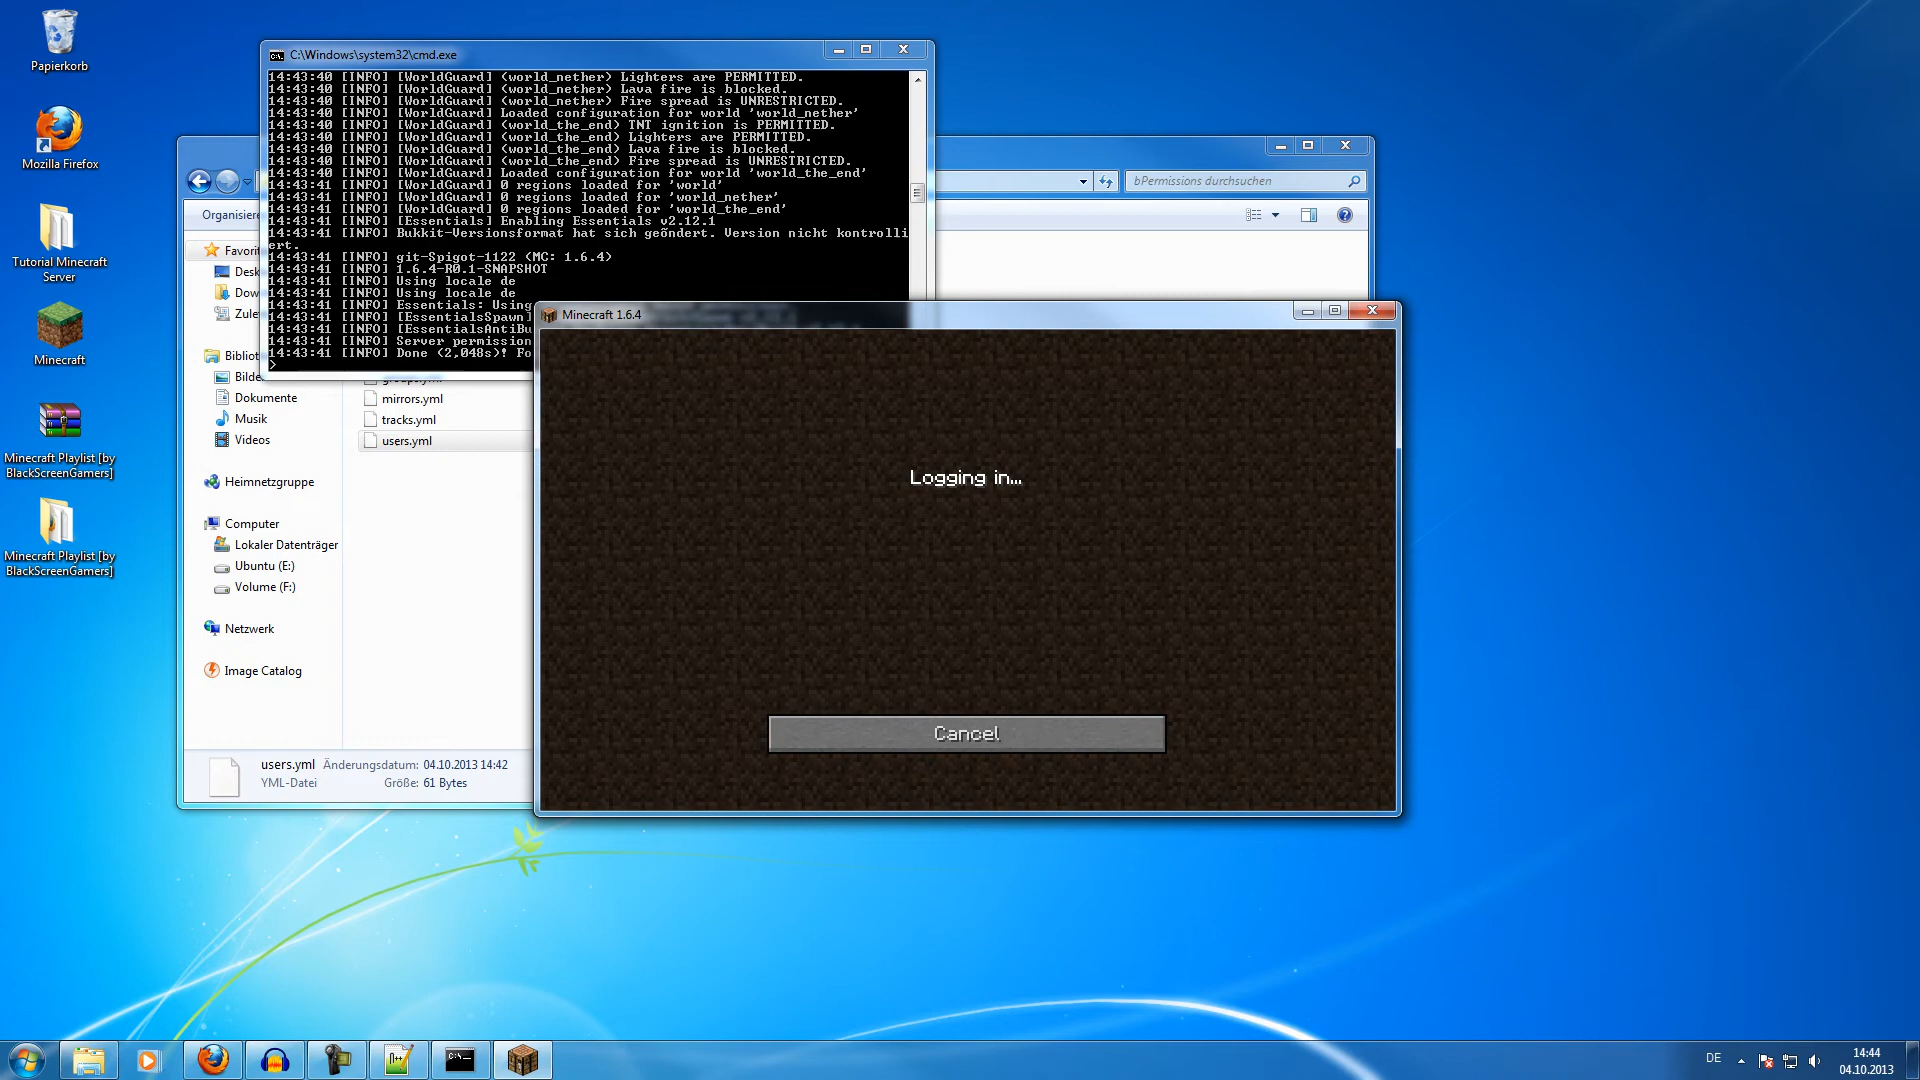 Papierkorb
Mozilla Firefox
Tutorial Minecraft
Server
Minecraft
Minecraft Playlist [by
BlackScreenGamers]
Minecraft Playlist [by
BlackScreenGamers]
C:\Windows\system32\cmd.exe
14:43:40 [INFO] [WorldGuard] (world_nether) Lighters are PERMITTED.
14:43:40 [INFO] [WorldGuard] (world_nether) Lava fire is blocked.
14:43:40 [INFO] [WorldGuard] (world_nether) Fire spread is UNRESTRICTED.
14:43:40 [INFO] [WorldGuard] Loaded configuration for world 'world_nether'
14:43:40 [INFO] [WorldGuard] (world_the_end) TNT ignition is PERMITTED.
14:43:40 [INFO] [WorldGuard] (world_the_end) Lighters are PERMITTED.
14:43:40 [INFO] [WorldGuard] (world_the_end) Lava fire is blocked.
14:43:40 [INFO] [WorldGuard] (world_the_end) Fire spread is UNRESTRICTED.
14:43:40 [INFO] [WorldGuard] Loaded configuration for world 'world_the_end'
14:43:41 [INFO] [WorldGuard] 0 regions loaded for 'world'
14:43:41 [INFO] [WorldGuard] 0 regions loaded for 'world_nether'
14:43:41 [INFO] [WorldGuard] 0 regions loaded for 'world_the_end'
14:43:41 [INFO] [Essentials] Enabling Essentials v2.12.1
14:43:41 [INFO] Bukkit-Versionsformat hat sich geõndert. Version nicht kontrolli
ert.
14:43:41 [INFO] git-Spigot-1122 (MC: 1.6.4)
14:43:41 [INFO] 1.6.4-R0.1-SNAPSHOT
14:43:41 [INFO] Using locale de
14:43:41 [INFO] Using locale de
14:43:41 [INFO] Essentials: Using
14:43:41 [INFO] [EssentialsSpawn]
14:43:41 [INFO] [EssentialsAntiBu
14:43:41 [INFO] Server permission
14:43:41 [INFO] Done (2,048s)! Fo
>
bPermissions durchsuchen
Organisiere
Favorit
Desk
Dow
Zule
Bibliot
Bilde
Dokumente
Musik
Videos
Heimnetzgruppe
Computer
Lokaler Datenträger
Ubuntu (E:)
Volume (F:)
Netzwerk
Image Catalog
groups.yml
mirrors.yml
tracks.yml
users.yml
users.yml Änderungsdatum: 04.10.2013 14:42
YML-Datei Größe: 61 Bytes
Minecraft 1.6.4
Logging in...
Cancel
DE
14:44
04.10.2013